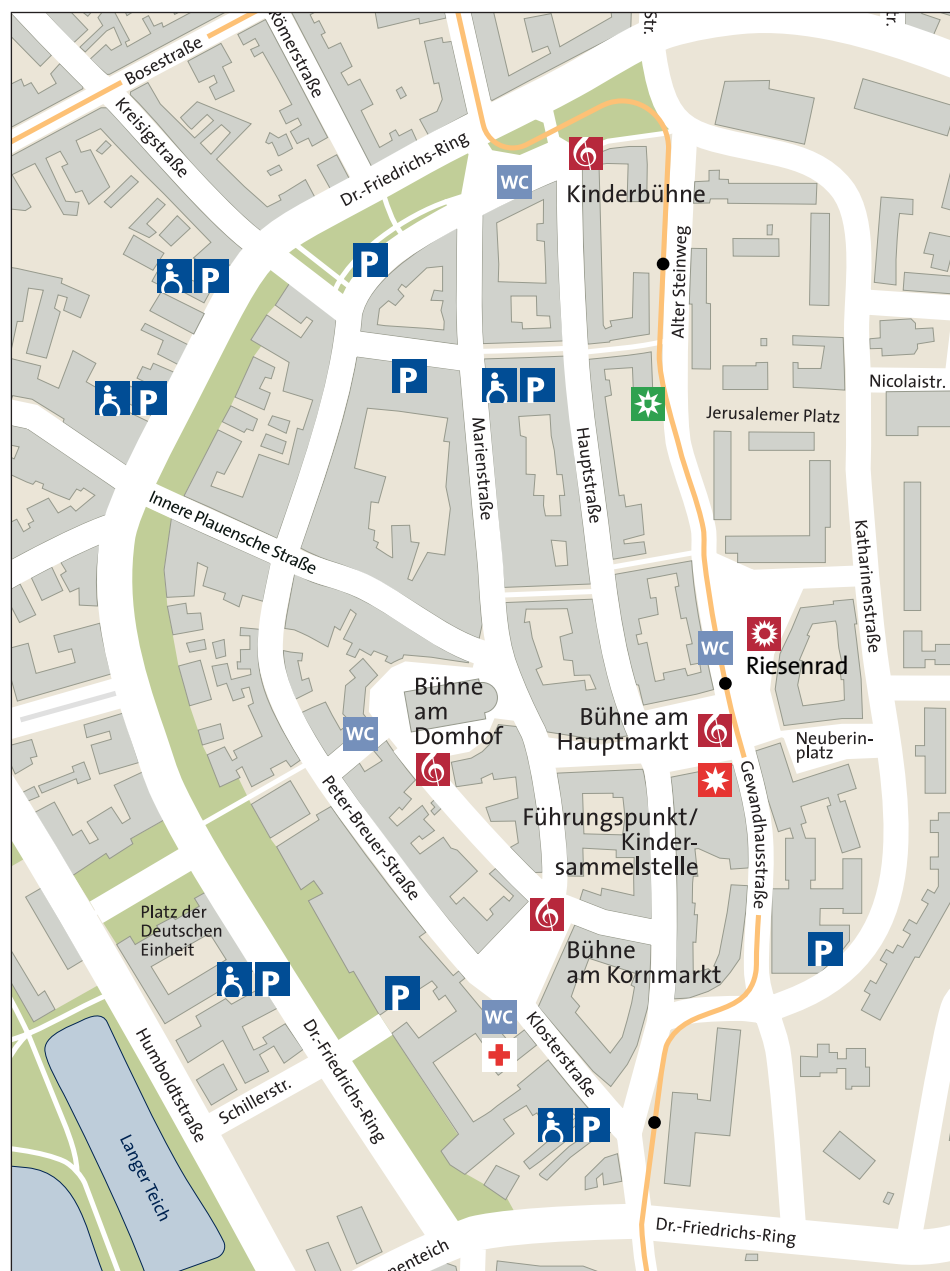 Str.
Bosestraße
Römerstraße
Kreisigstraße
Dr.-Friedrichs-Ring
WC
Kinderbühne
P
P
Alter Steinweg
P
P
P
Nicolaistr.
Jerusalemer Platz
Marienstraße
Hauptstraße
Innere Plauensche Straße
Katharinenstraße
WC
Riesenrad
Bühne
am
Domhof
WC
Bühne am
Hauptmarkt
Neuberin-
platz
Gewandhausstraße
Peter-Breuer-Straße
Führungspunkt/
Kinder-
sammelstelle
Platz der
Deutschen
Einheit
Bühne
am Kornmarkt
P
P
P
WC
Klosterstraße
Humboldtstraße
Schillerstr.
Dr.-Friedrichs-Ring
P
Langer Teich
Dr.-Friedrichs-Ring
nenteich